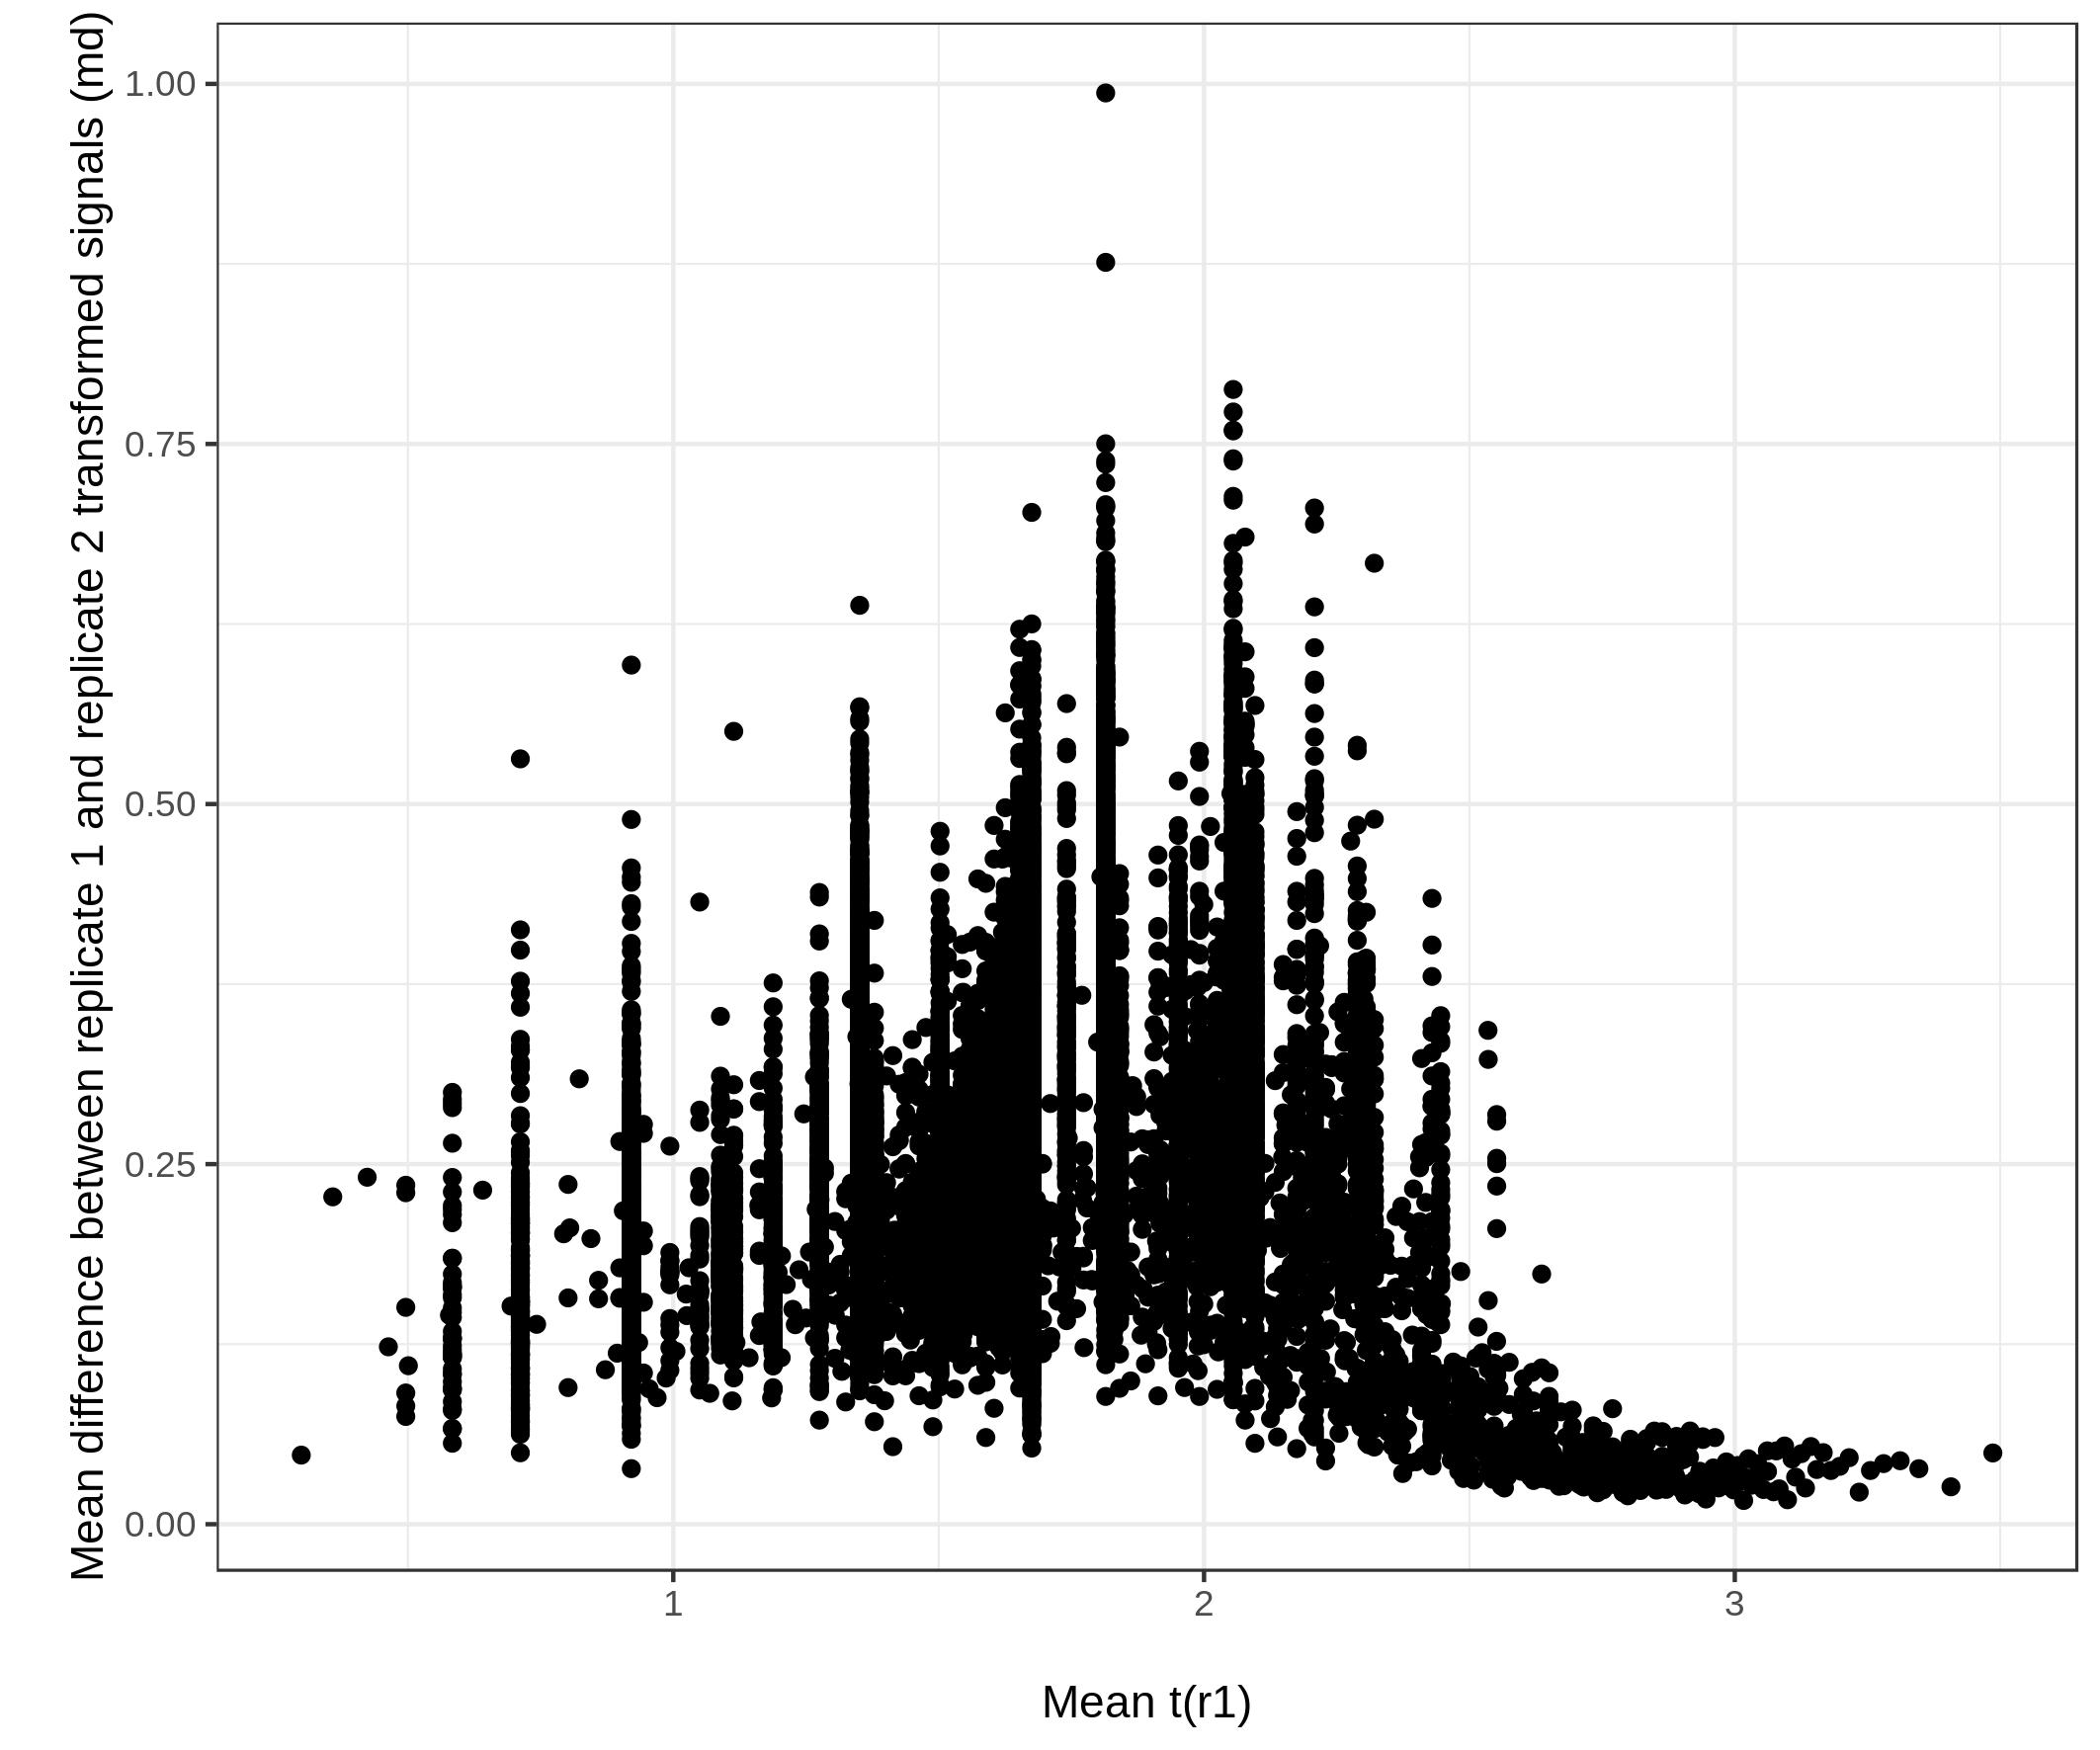 Mean difference between replicate 1 and replicate 2 transformed signals (md)
1.00
0.75
0.50
0.25
0.00
1 2 3
Mean t(r1)